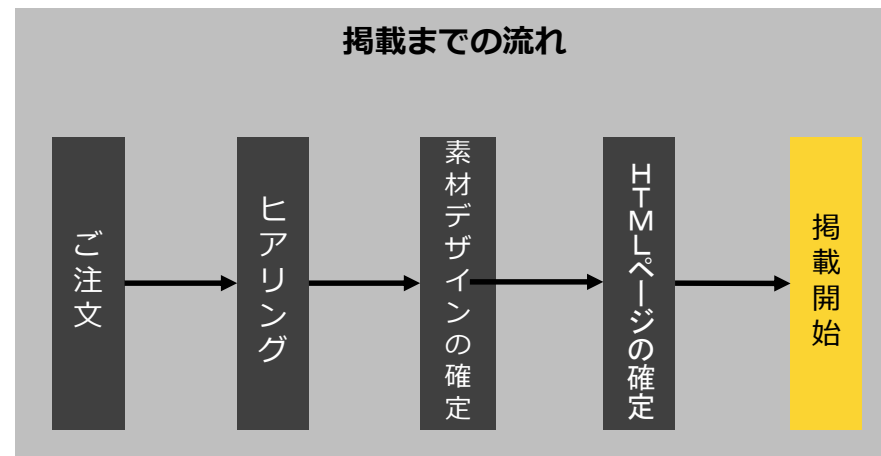 掲載までの流れ
ご注文
ヒアリング
素材デザインの確定
HTMLページの確定
掲載開始